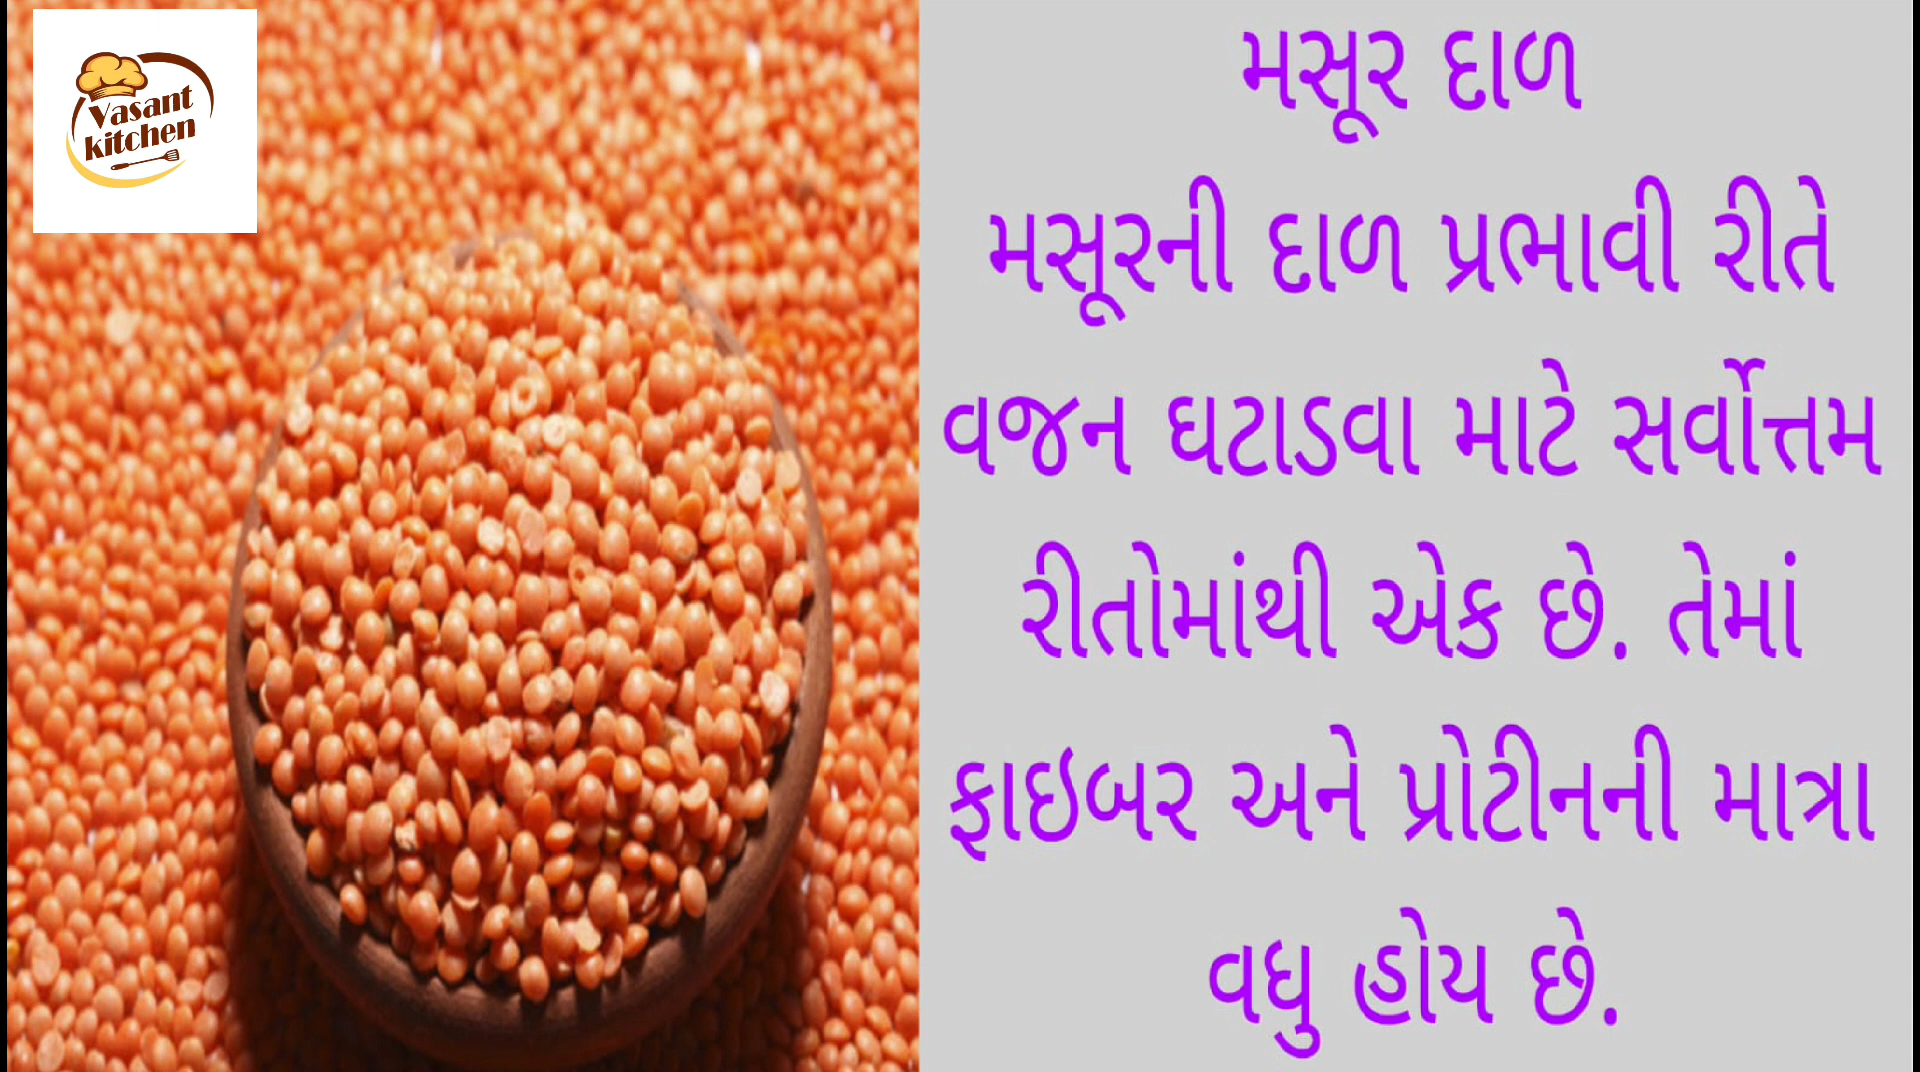 Vasant
kitchen
મસૂર દાળ
મસૂરની દાળ પ્રભાવી રીતે
વજન ઘટાડવા માટે સર્વોત્તમ
રીતોમાંથી એક છે. તેમાં
ફાઇબર અને પ્રોટીનની માત્રા
વધુ હોય છે.